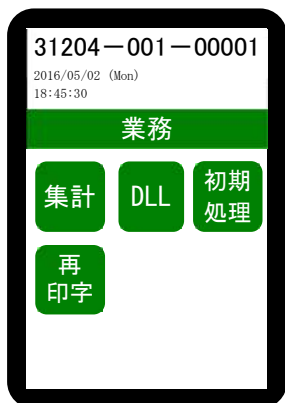 31204－001－00001
2016/05/02 (Mon)
18:45:30
業務
集計
DLL
初期
処理
再
印字